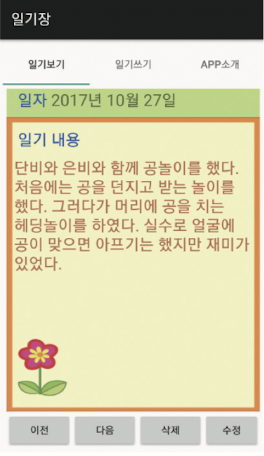 일기장
일기보기 일기쓰기 APP소개
일자 2017년 10월 27일
일기 내용
단비와 은비와 함께 공놀이를 했다.
처음에는 공을 던지고 받는 놀이를
했다. 그러다가 머리에 공을 치는
헤딩놀이를 하였다. 실수로 얼굴에
공이 맞으면 아프기는 했지만 재미가
있었다.
이전 다음 삭제 수정